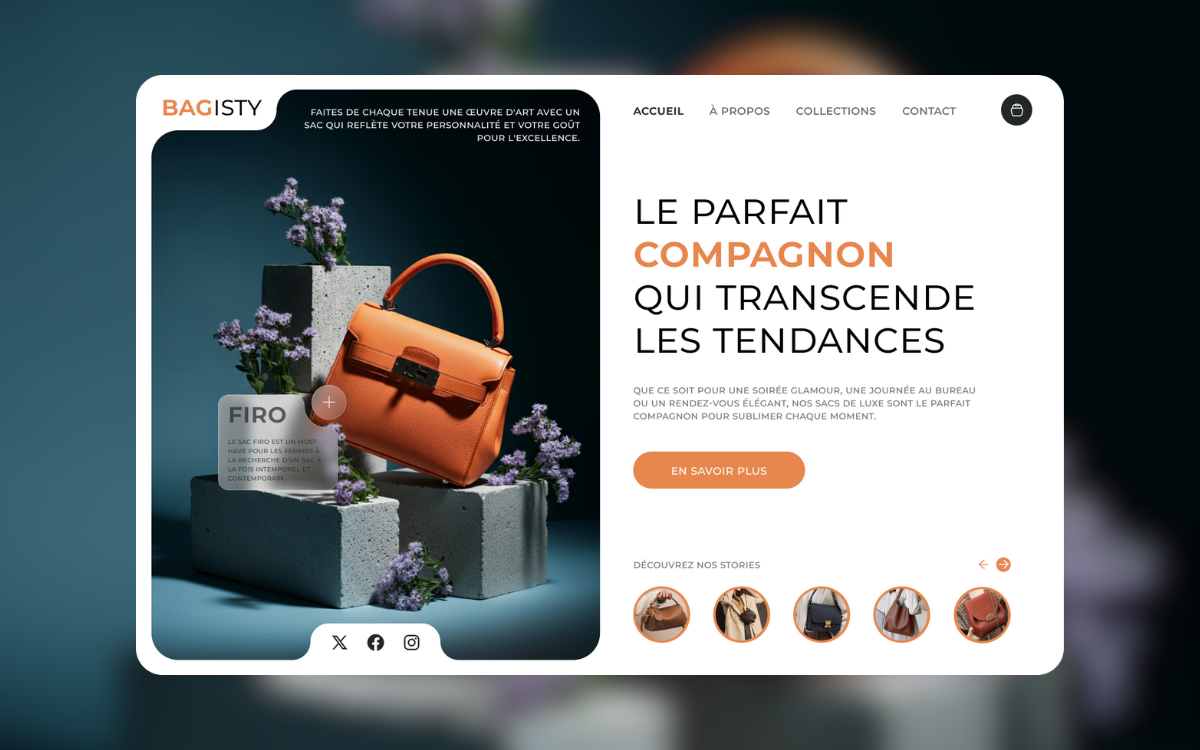 BAGISTY
FAITES DE CHAQUE TENUE UNE ŒUVRE D'ART AVEC UN
SAC QUI REFLÈTE VOTRE PERSONNALITÉ ET VOTRE GOÛT
POUR L'EXCELLENCE.
FIRO
LE SAC FIRO EST UN MUST-
HAVE POUR LES FEMMES À
LA RECHERCHE D'UN SAC À
LA FOIS INTEMPOREL ET
CONTEMPORAIN.
ACCUEIL
À PROPOS
COLLECTIONS
CONTACT
LE PARFAIT
COMPAGNON
QUI TRANSCENDE
LES TENDANCES
QUE CE SOIT POUR UNE SOIRÉE GLAMOUR, UNE JOURNÉE AU BUREAU
OU UN RENDEZ-VOUS ÉLÉGANT, NOS SACS DE LUXE SONT LE PARFAIT
COMPAGNON POUR SUBLIMER CHAQUE MOMENT.
EN SAVOIR PLUS
DÉCOUVREZ NOS STORIES